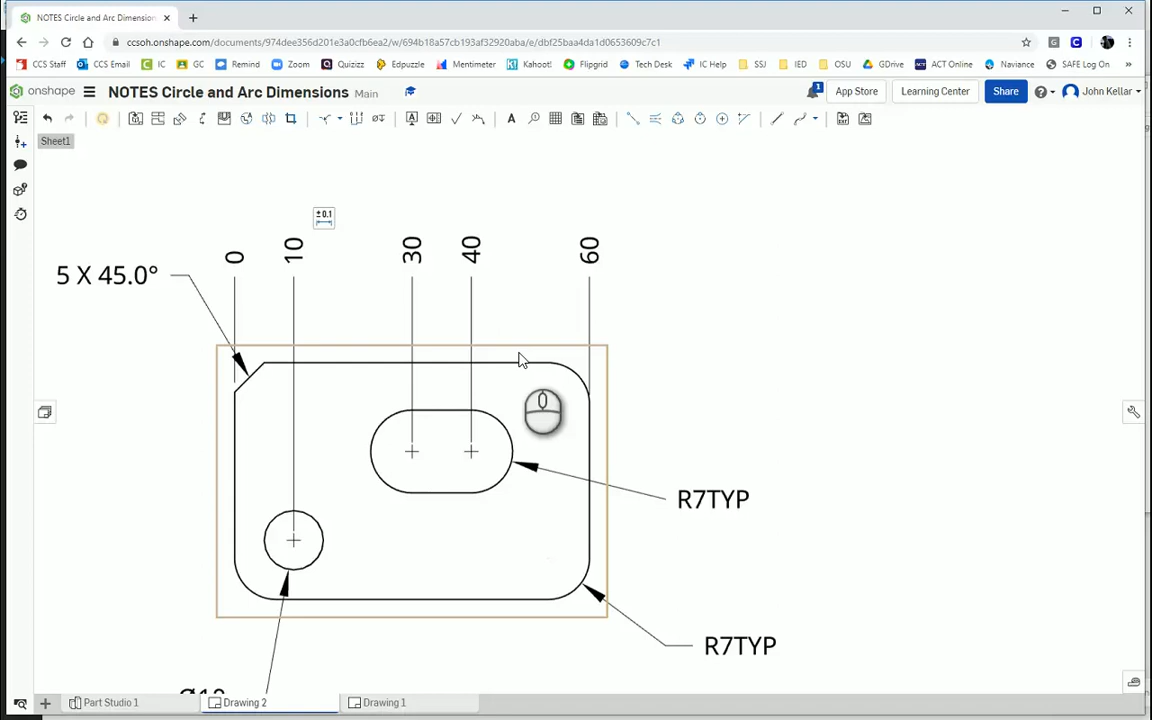 NOTES Circle and Arc Dimension
ccsoh.onshape.com/documents/974dee356d201e3a0cfb6ea2/w/694b18a57cb193af32920aba/e/dbf25baa4da1d0653609c7c1
CCS Staff CCS Email IC GC Remind Zoom Quizizz Edpuzzle Mentimeter Kahoot! Flipgrid Tech Desk IC Help SSJ IED OSU GDrive ACT Online Naviance SAFE Log On »
onshape NOTES Circle and Arc Dimensions Main 1 App Store Learning Center Share John Kellar
Sheet1
±0.1
0 10 30 40 60
5 X 45.0°
R7TYP
R7TYP
Ø10
Part Studio 1 Drawing 2 Drawing 1